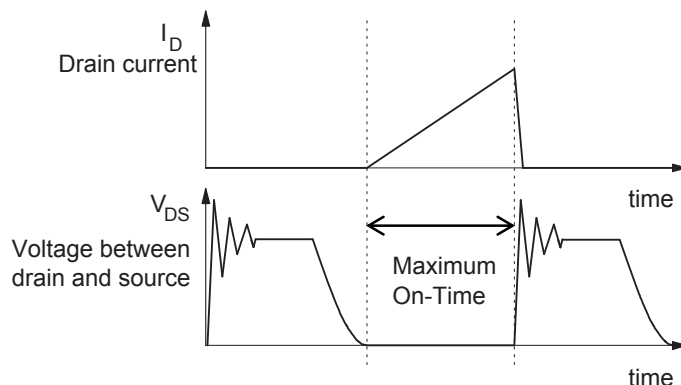 I_D
Drain current
time
V_DS
Voltage between
drain and source
Maximum
On-Time
time